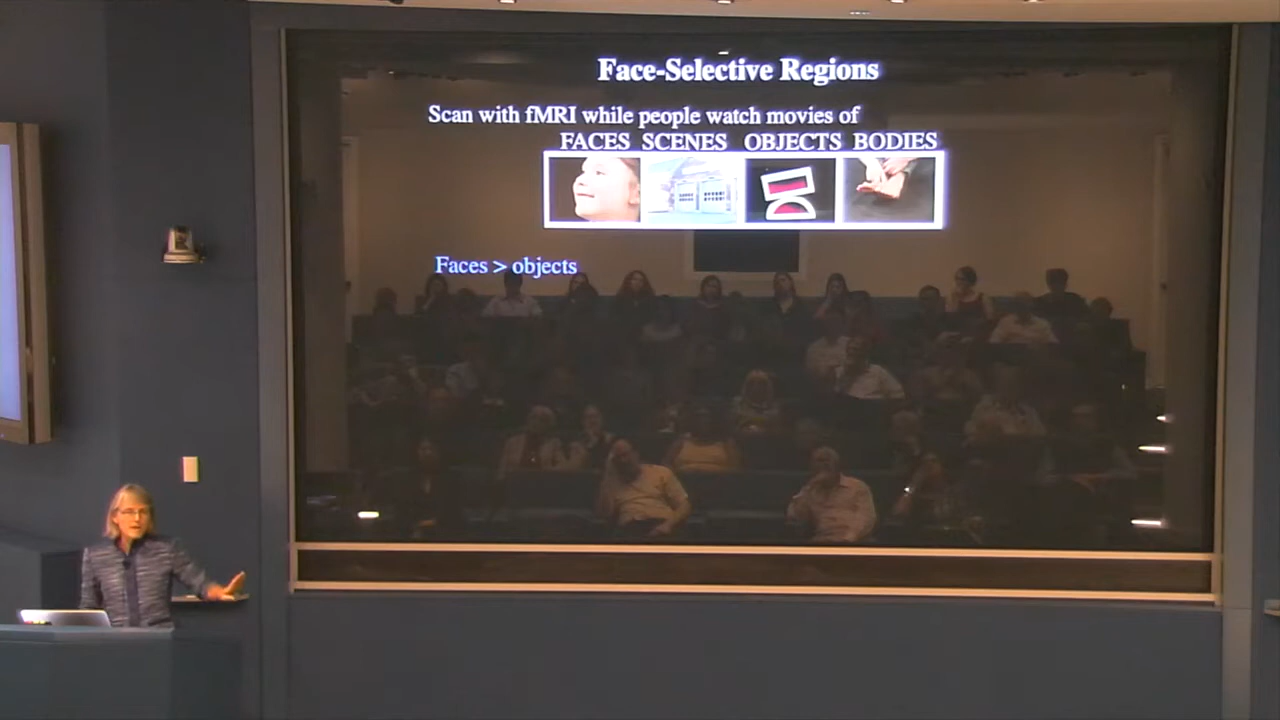 Face-Selective Regions
Scan with fMRI while people watch movies of
FACES SCENES OBJECTS BODIES
Faces > objects